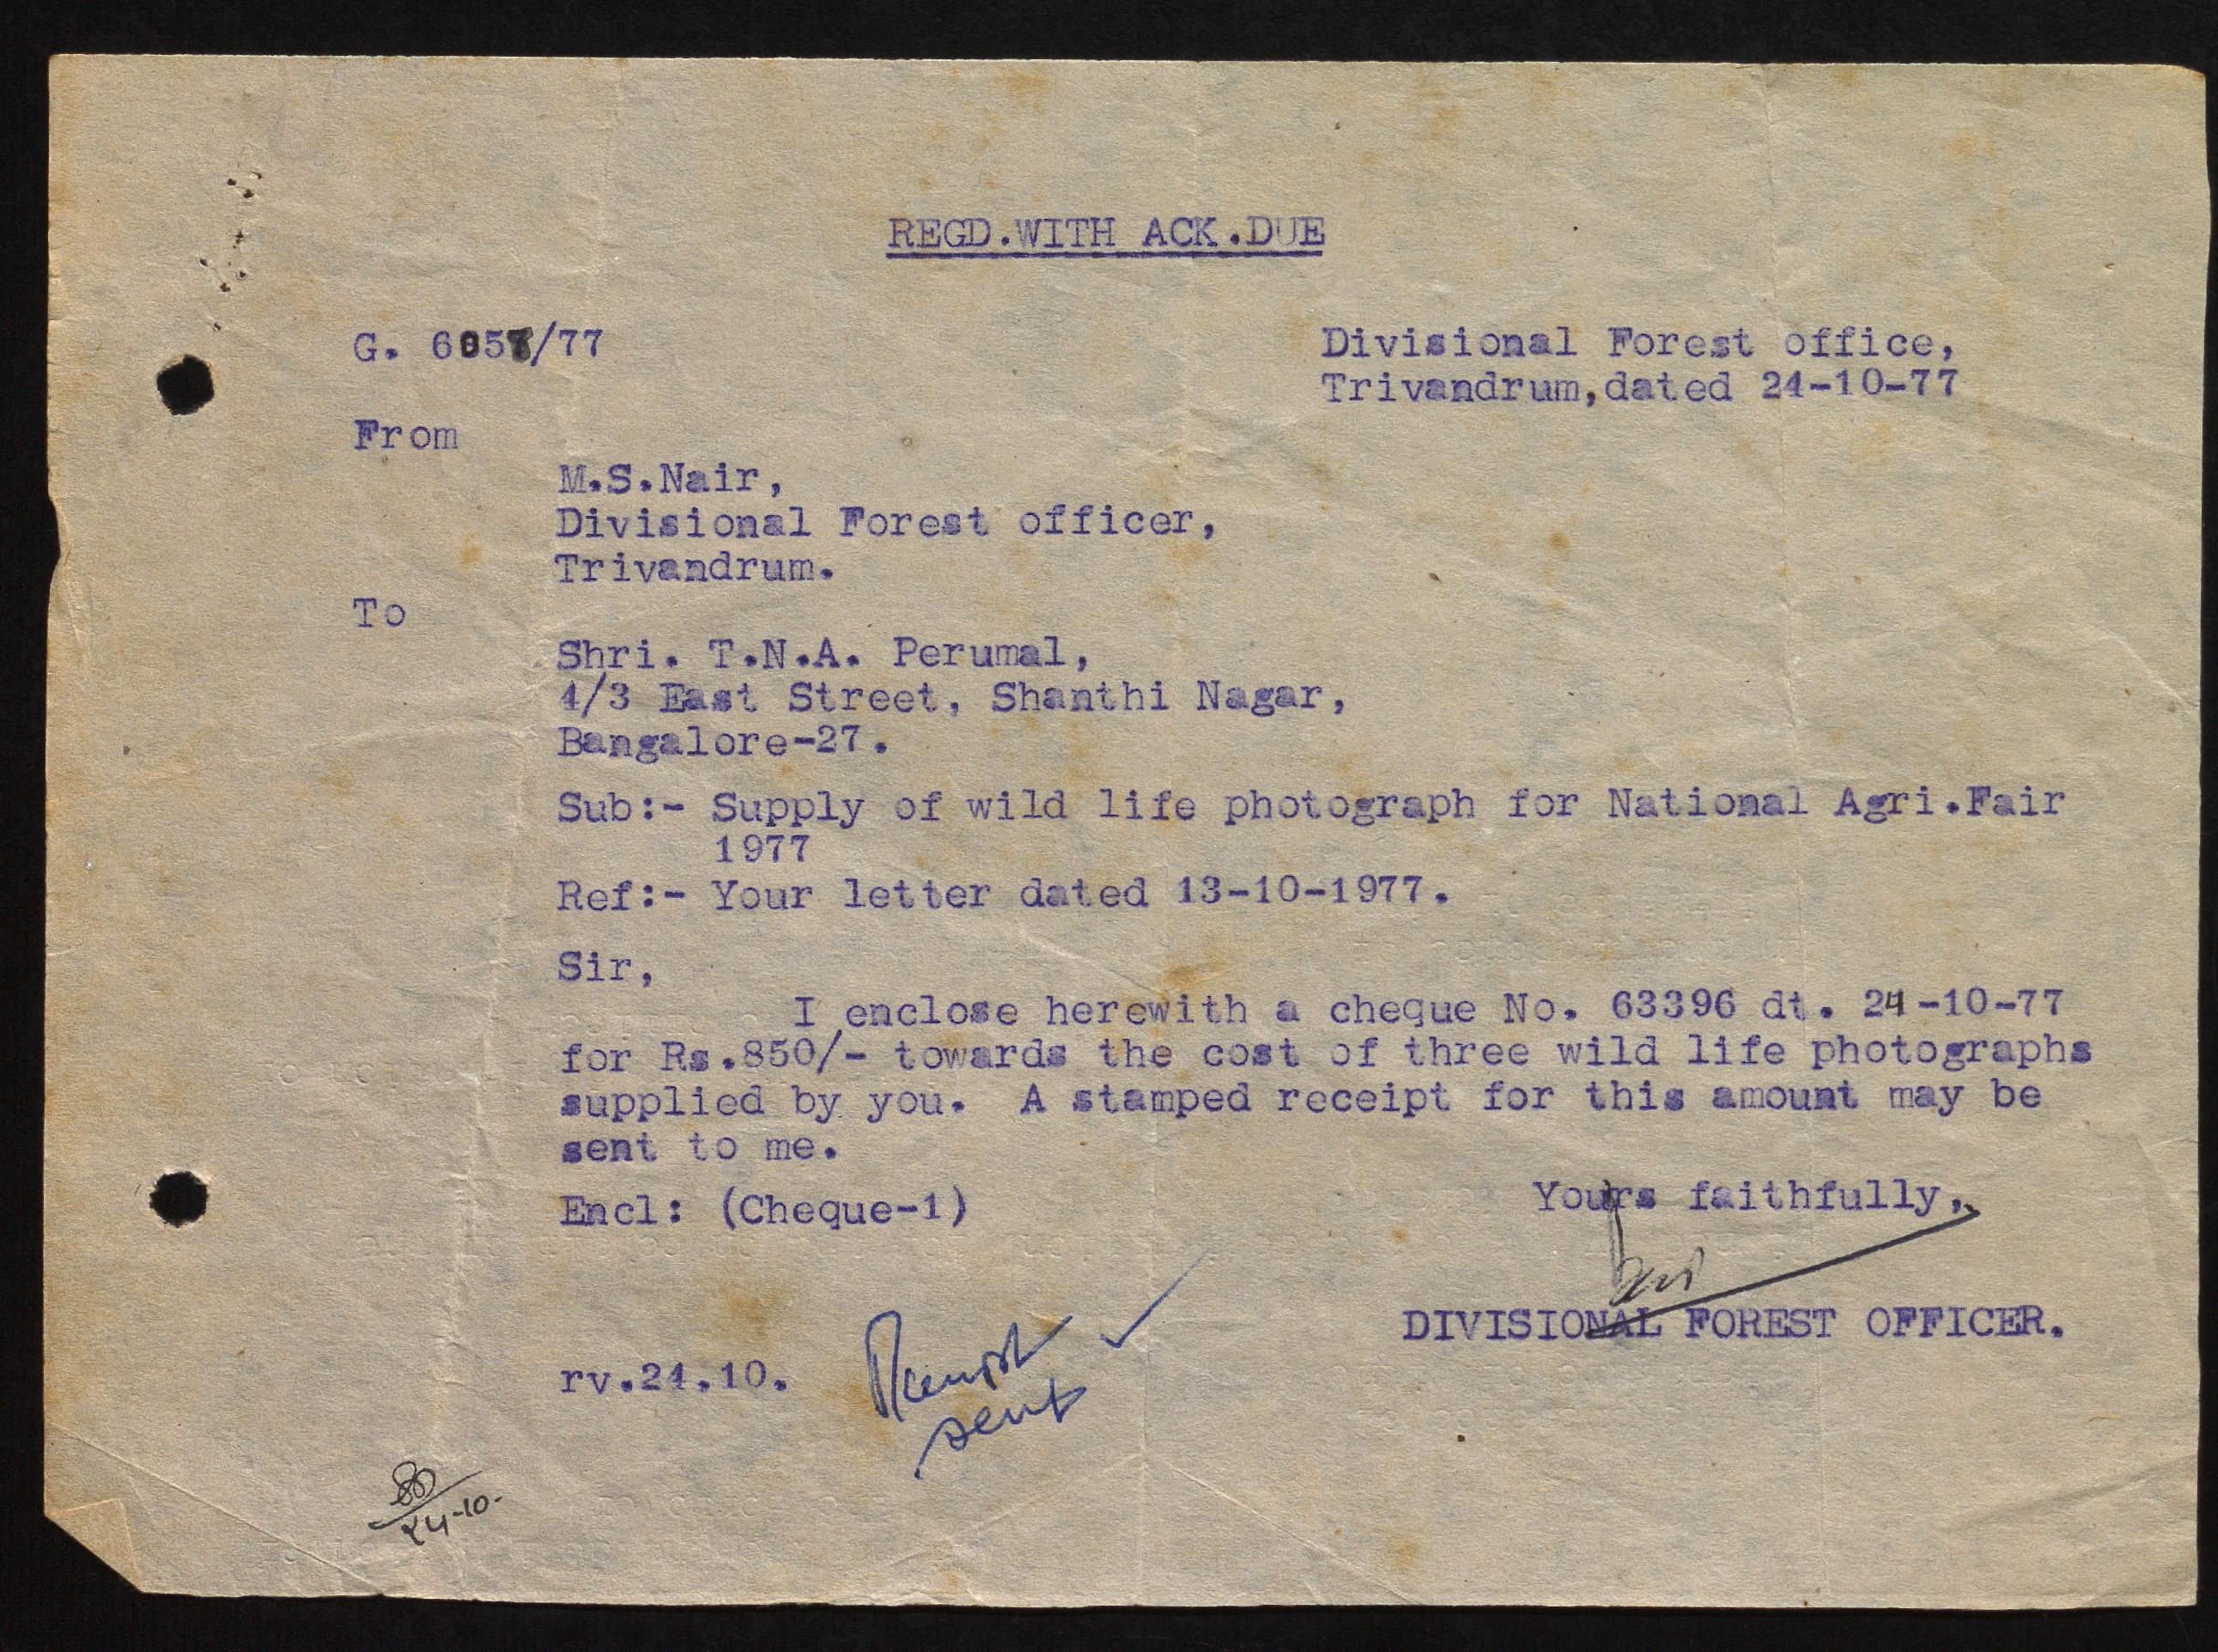 REGD.WITH ACK.DUE
G. 6057/77
Divisional Forest office,
Trivandrum,dated 24-10-77
From
M.S.Nair,
Divisional Forest officer,
Trivandrum.
To
Shri. T.N.A. Perumal,
4/3 East Street, Shanthi Nagar,
Bangalore-27.
Sub:- Supply of wild life photograph for National Agri.Fair
1977
Ref:- Your letter dated 13-10-1977.
Sir,
I enclose herewith a cheque No. 63396 dt. 24-10-77
for Rs.850/- towards the cost of three wild life photographs
supplied by you. A stamped receipt for this amount may be
sent to me.
Encl: (Cheque-1)
Yours faithfully,
DIVISIONAL FOREST OFFICER.
rv.24.10.
sent
24-10-